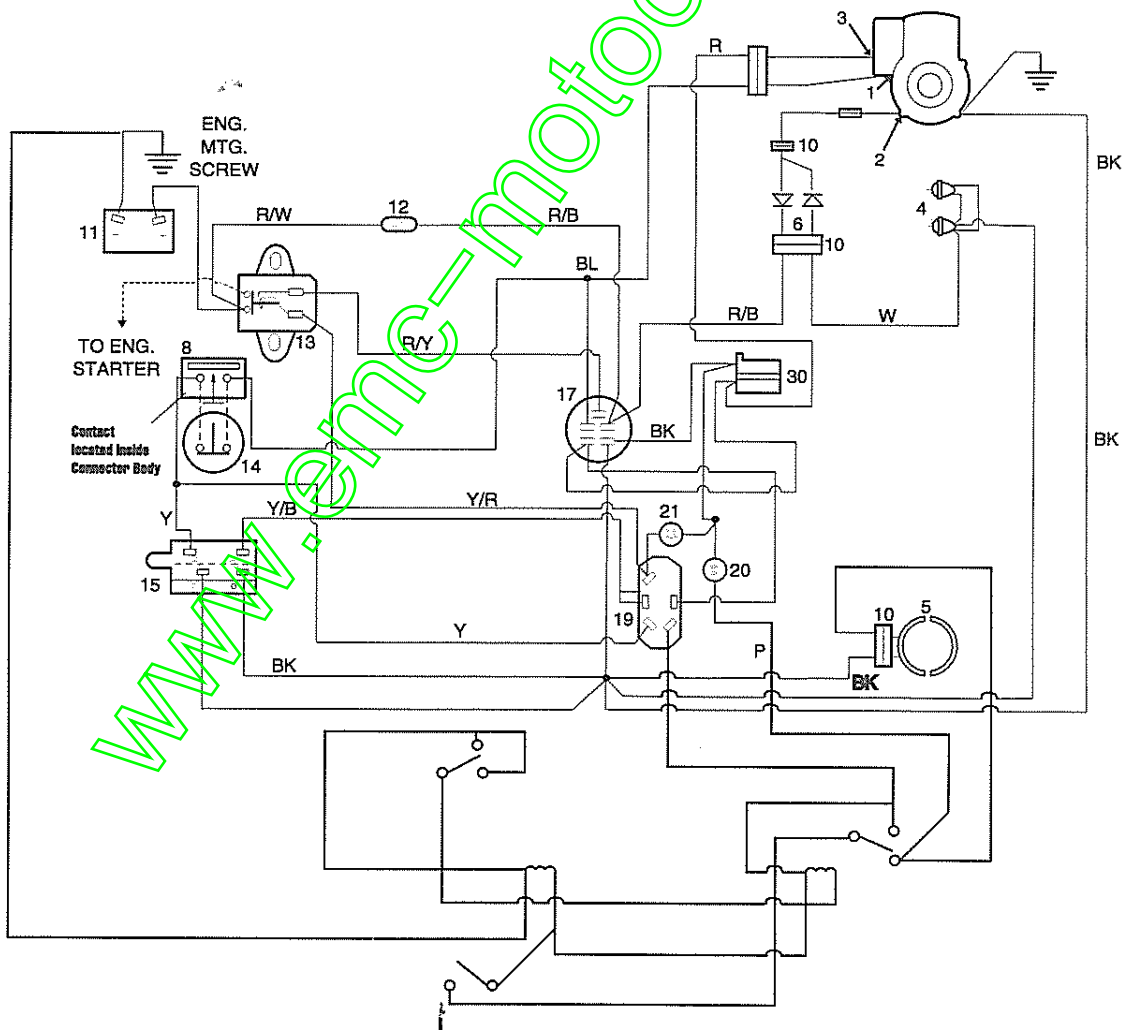 3
R
1
ENG.
MTG.
SCREW
10
2
BK
4
11
R/W
12
R/B
6
10
BL
R/B
W
TO ENG.
STARTER
13
8
R/Y
17
30
Contact
located Inside
Connector Body
14
BK
BK
Y/R
Y/B
Y
21
15
20
19
10
5
Y
P
BK
BK
www.emc-motoc